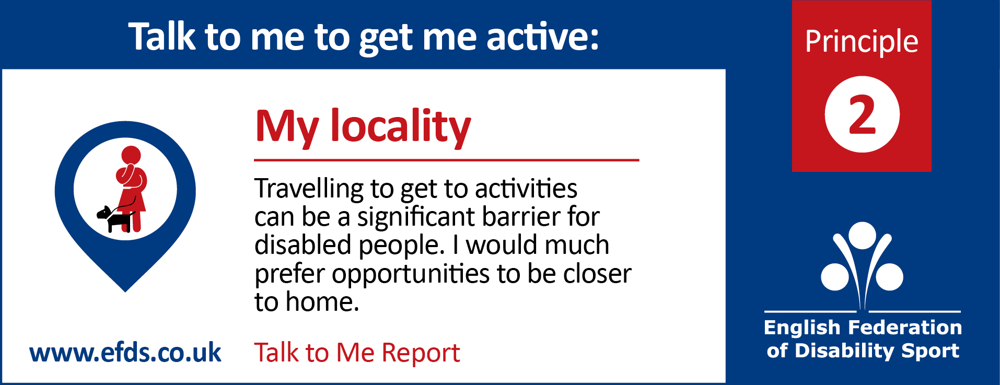 Talk to me to get me active:
Principle
2
My locality
Travelling to get to activities
can be a significant barrier for
disabled people. I would much
prefer opportunities to be closer
to home.
www.efds.co.uk
Talk to Me Report
English Federation
of Disability Sport